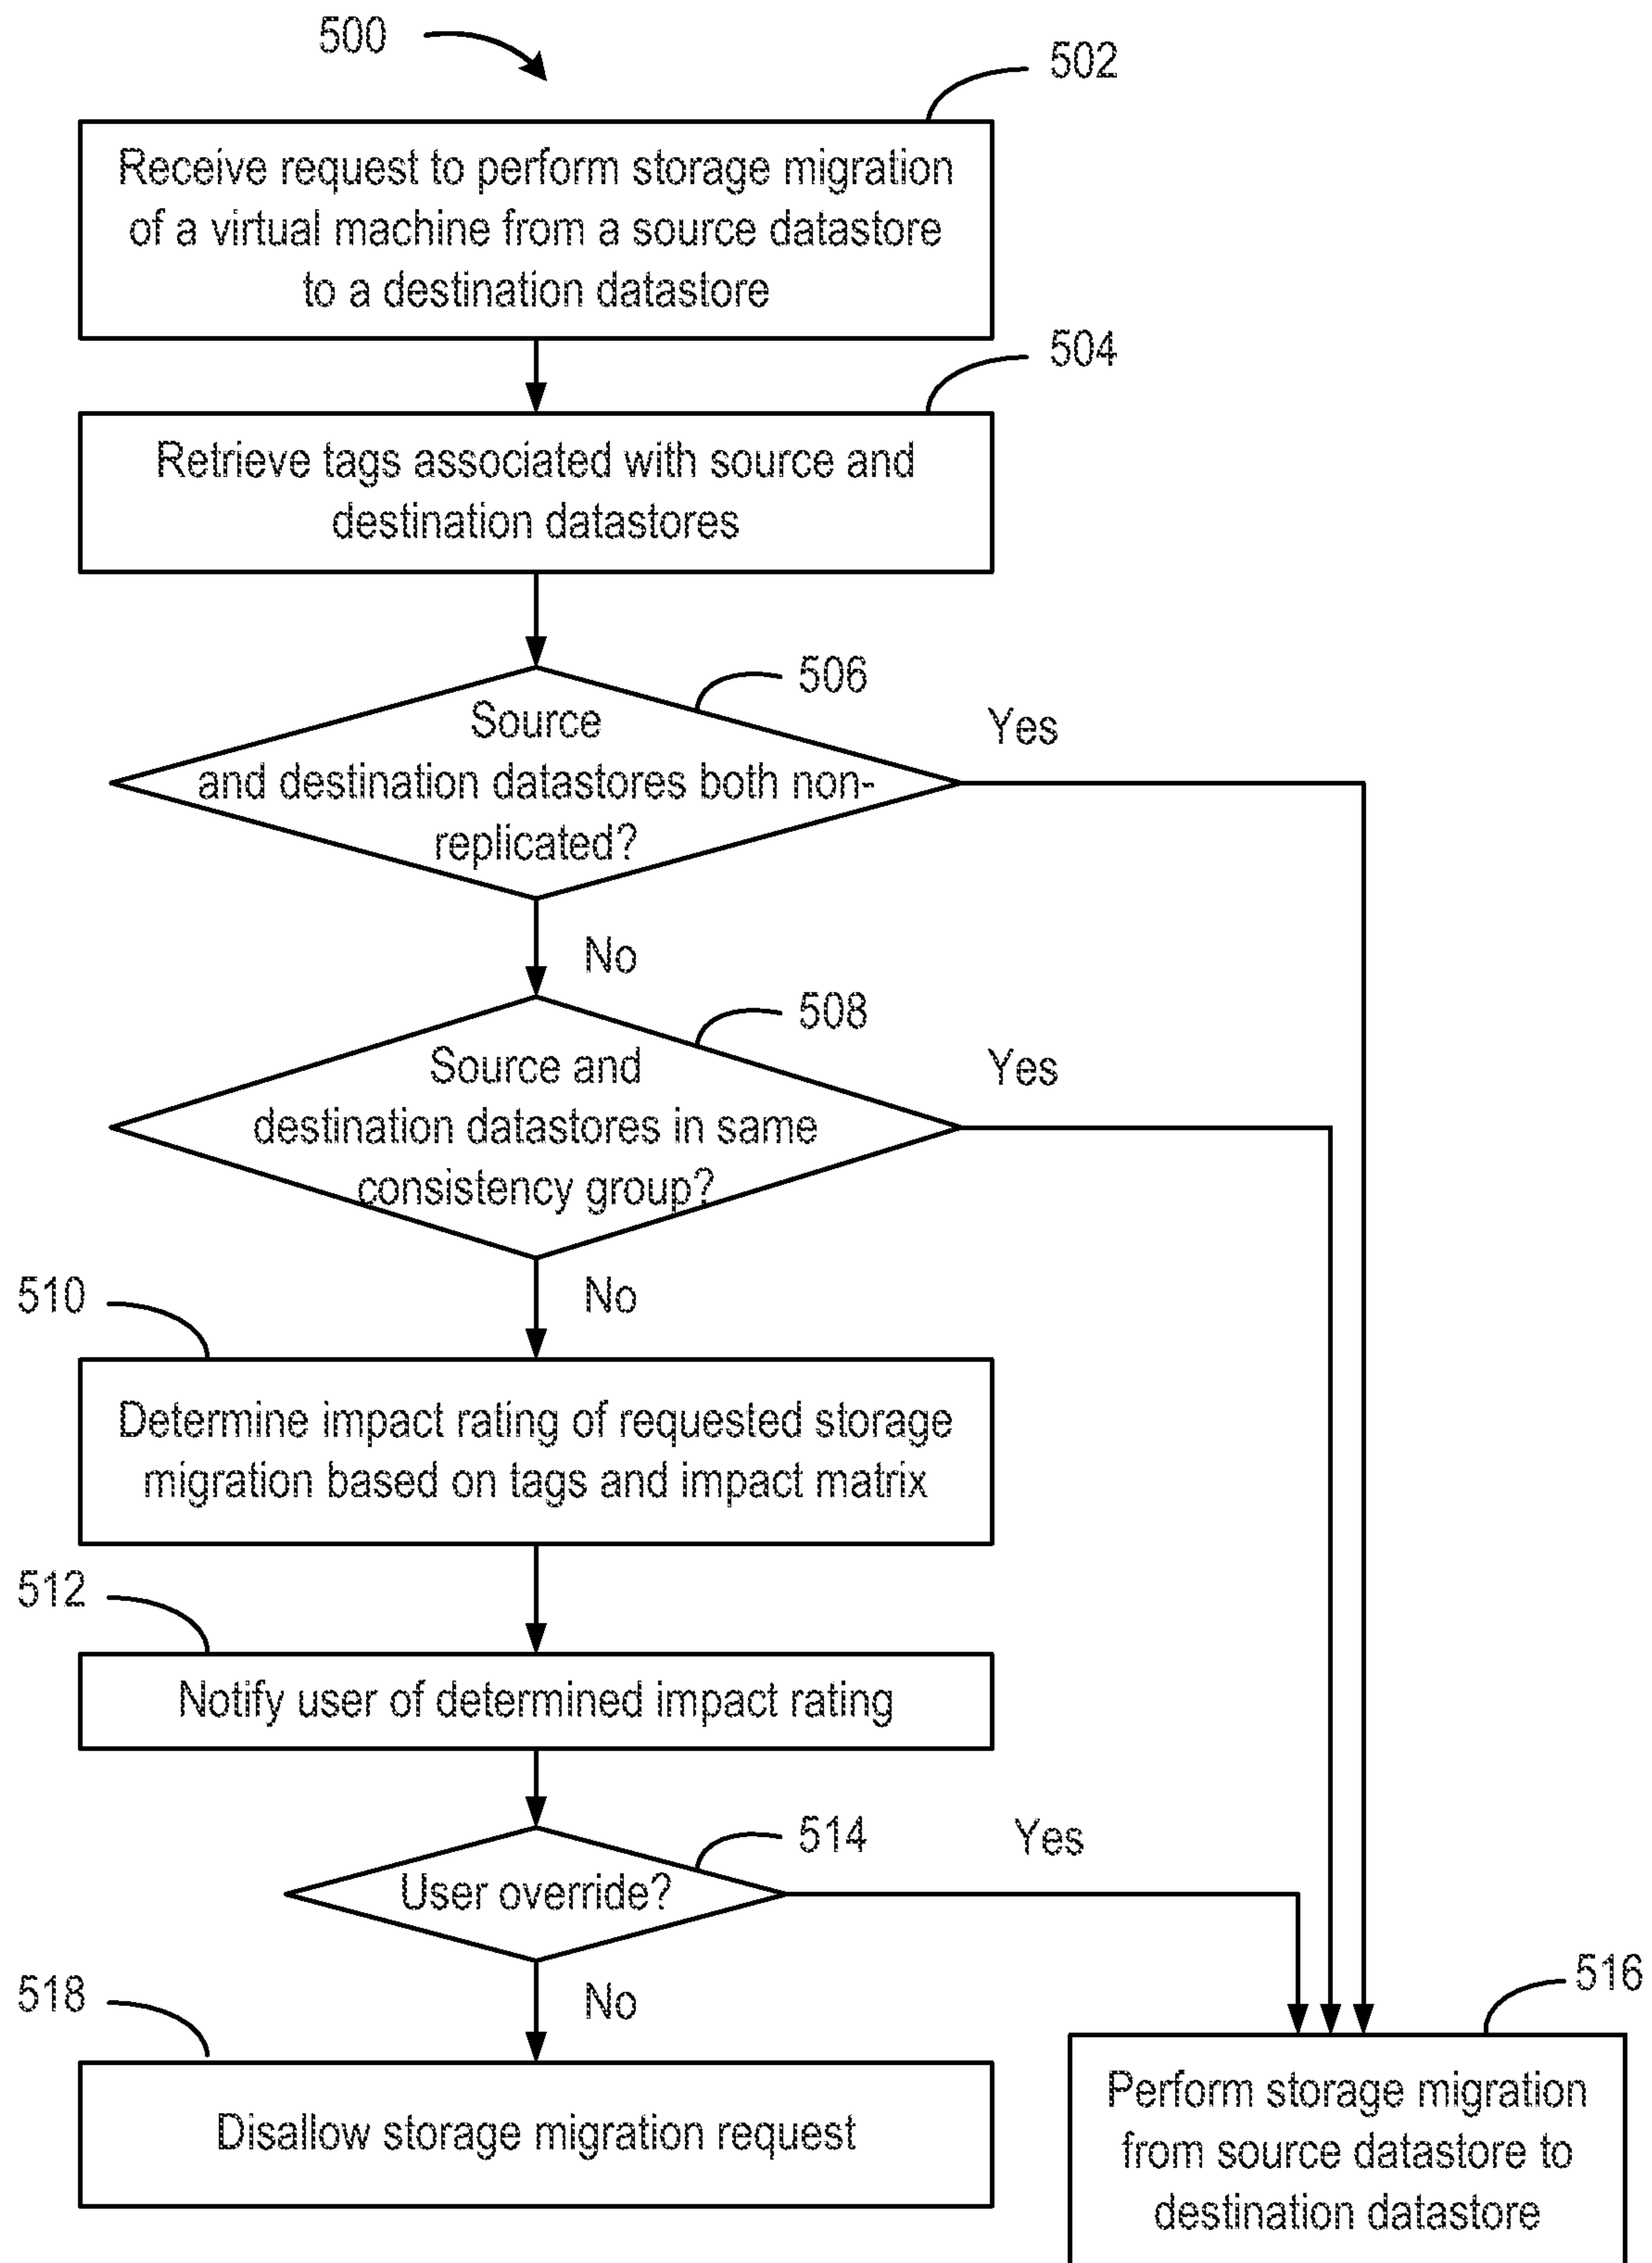 500
502
Receive request to perform storage migration
of a virtual machine from a source datastore
to a destination datastore
504
Retrieve tags associated with source and
destination datastores
506
Source
and destination datastores both non-
replicated?
Yes
No
508
Source and
destination datastores in same
consistency group?
Yes
No
510
Determine impact rating of requested storage
migration based on tags and impact matrix
512
Notify user of determined impact rating
514
User override?
Yes
No
516
Perform storage migration
from source datastore to
destination datastore
518
Disallow storage migration request